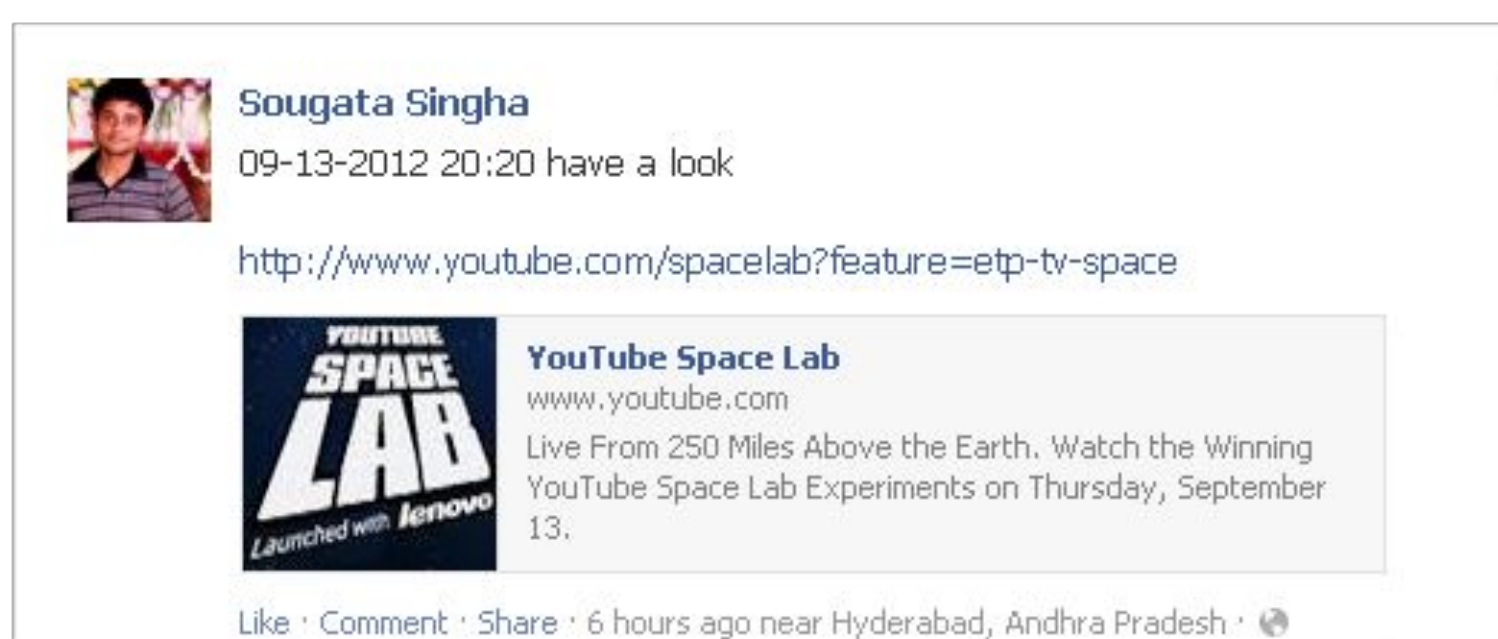 Sougata Singha
09-13-2012 20:20 have a look
http://www.youtube.com/spacelab?feature=etp-tv-space
YOUTUBE
SPACE
LAB
Launched with lenovo
YouTube Space Lab
www.youtube.com
Live From 250 Miles Above the Earth. Watch the Winning
YouTube Space Lab Experiments on Thursday, September
13.
Like · Comment · Share · 6 hours ago near Hyderabad, Andhra Pradesh ·